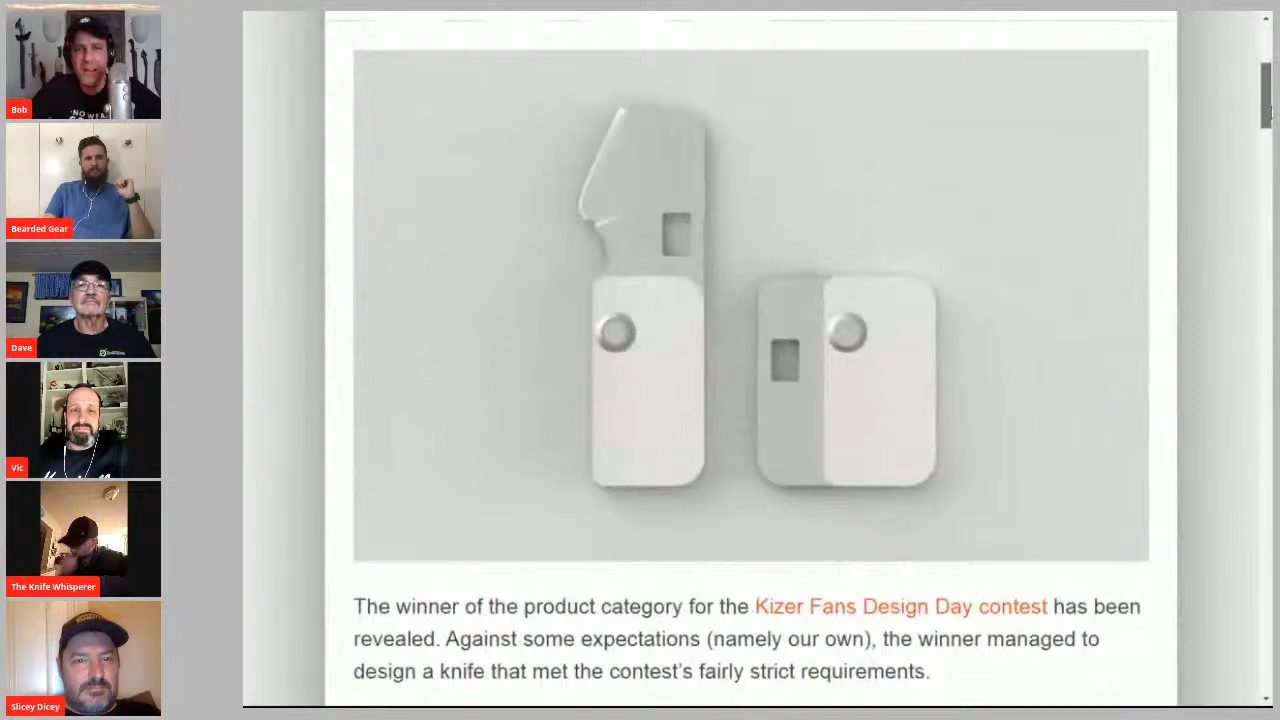 "NO WEA
Bob
Bearded Gear
Dave
Vic
The Knife Whisperer
Slicey Dicey
The winner of the product category for the Kizer Fans Design Day contest has been
revealed. Against some expectations (namely our own), the winner managed to
design a knife that met the contest's fairly strict requirements.